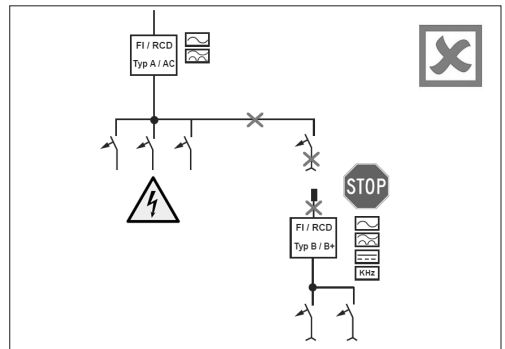 FI / RCD
Typ A / AC
STOP
FI / RCD
Typ B / B+
KHz